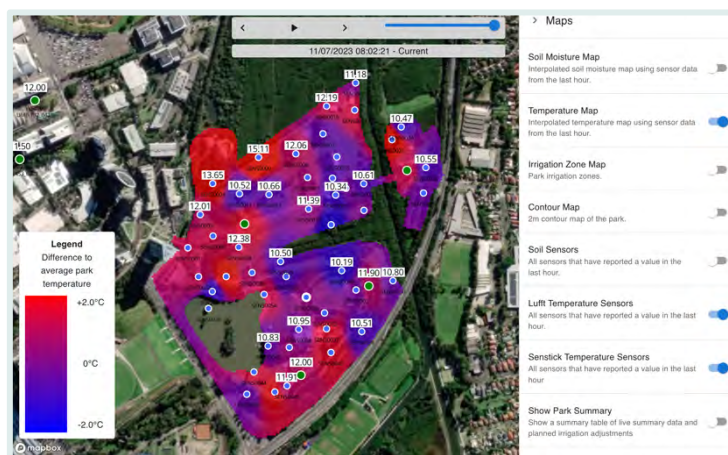 11/07/2023 08:02:21 - Current
12.00
1.50
11.18
12.19
10.47
15.11
12.06
10.55
13.65
10.52
10.66
10.34
10.61
11.39
12.01
12.38
10.50
10.19
11.90
10.80
10.95
10.51
10.83
12.00
11.91
Legend
Difference to
average park
temperature
+2.0°C
0°C
-2.0°C
mapbox
Maps
Soil Moisture Map
Interpolated soil moisture map using sensor data
from the last hour.
Temperature Map
Interpolated temperature map using sensor data
from the last hour.
Irrigation Zone Map
Park irrigation zones.
Contour Map
2m contour map of the park.
Soil Sensors
All sensors that have reported a value in the
last hour.
Lufft Temperature Sensors
All sensors that have reported a value in the last
hour.
Senstick Temperature Sensors
All sensors that have reported a value in the last
hour
Show Park Summary
Show a summary table of live summary data and
planned irrigation adjustments